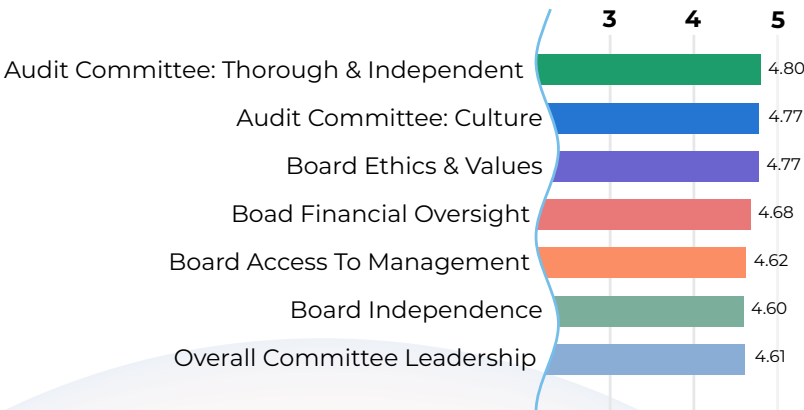 3 4 5
Audit Committee: Thorough & Independent 4.80
Audit Committee: Culture 4.77
Board Ethics & Values 4.77
Boad Financial Oversight 4.68
Board Access To Management 4.62
Board Independence 4.60
Overall Committee Leadership 4.61